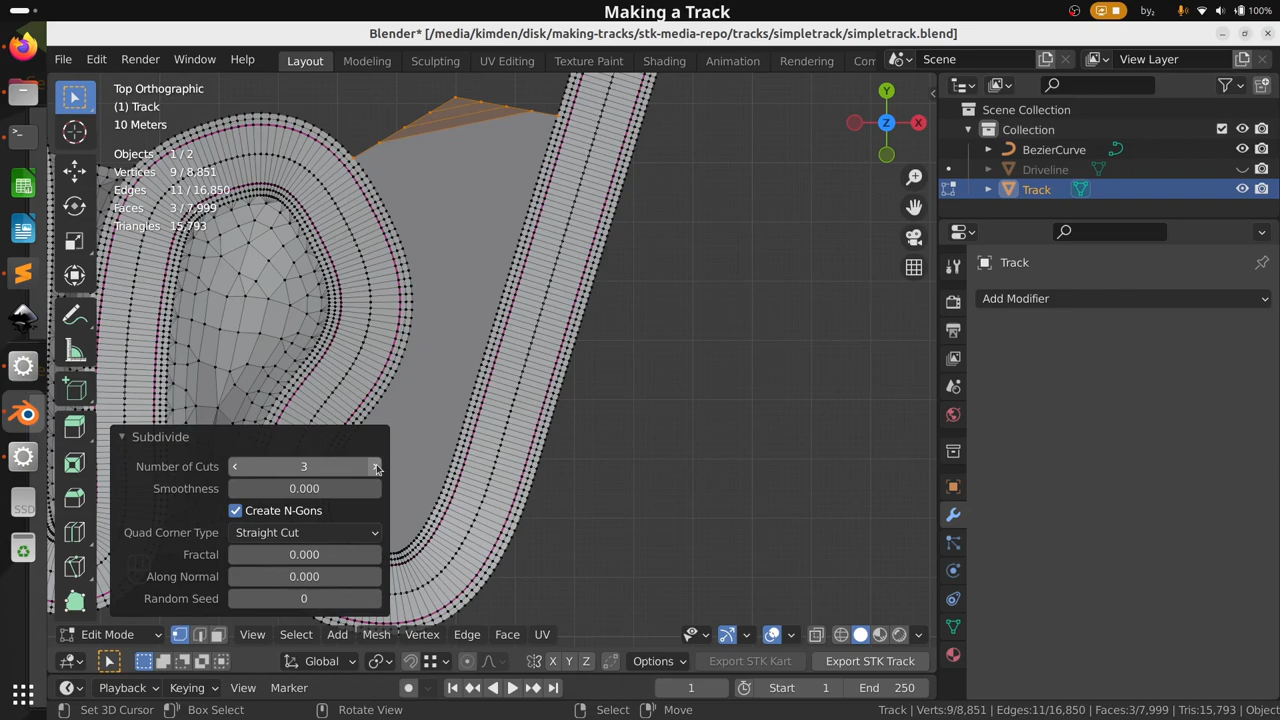 Making a Track
by₂
100%
Blender* [/media/kimden/disk/making-tracks/stk-media-repo/tracks/simpletrack/simpletrack.blend]
File Edit Render Window Help Layout Modeling Sculpting UV Editing Texture Paint Shading Animation Rendering Com Scene View Layer
Top Orthographic
(1) Track
10 Meters
Objects 1 / 2
Vertices 9 / 8,851
Edges 11 / 16,850
Faces 3 / 7,999
Triangles 15,793
Y
X
Z
Scene Collection
Collection
BezierCurve
Driveline
Track
Track
Add Modifier
SSD
Subdivide
Number of Cuts 3
Smoothness 0.000
Create N-Gons
Quad Corner Type Straight Cut
Fractal 0.000
Along Normal 0.000
Random Seed 0
Edit Mode View Select Add Mesh Vertex Edge Face UV
Global X Y Z Options Export STK Kart Export STK Track
Playback Keying View Marker 1 Start 1 End 250
Set 3D Cursor Box Select Rotate View Select Move Track | Verts:9/8,851 | Edges:11/16,850 | Faces:3/7,999 | Tris:15,793 | Object